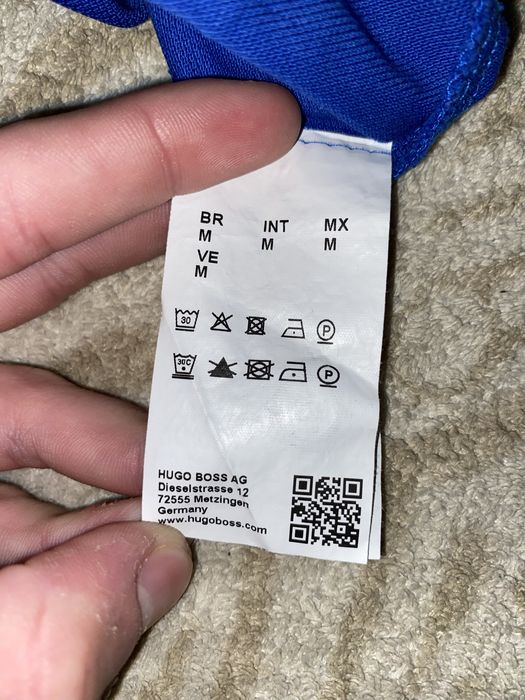 BR INT MX
M M M
VE
M
30 P
30C P
HUGO BOSS AG
Dieselstrasse 12
72555 Metzingen
Germany
www.hugoboss.com